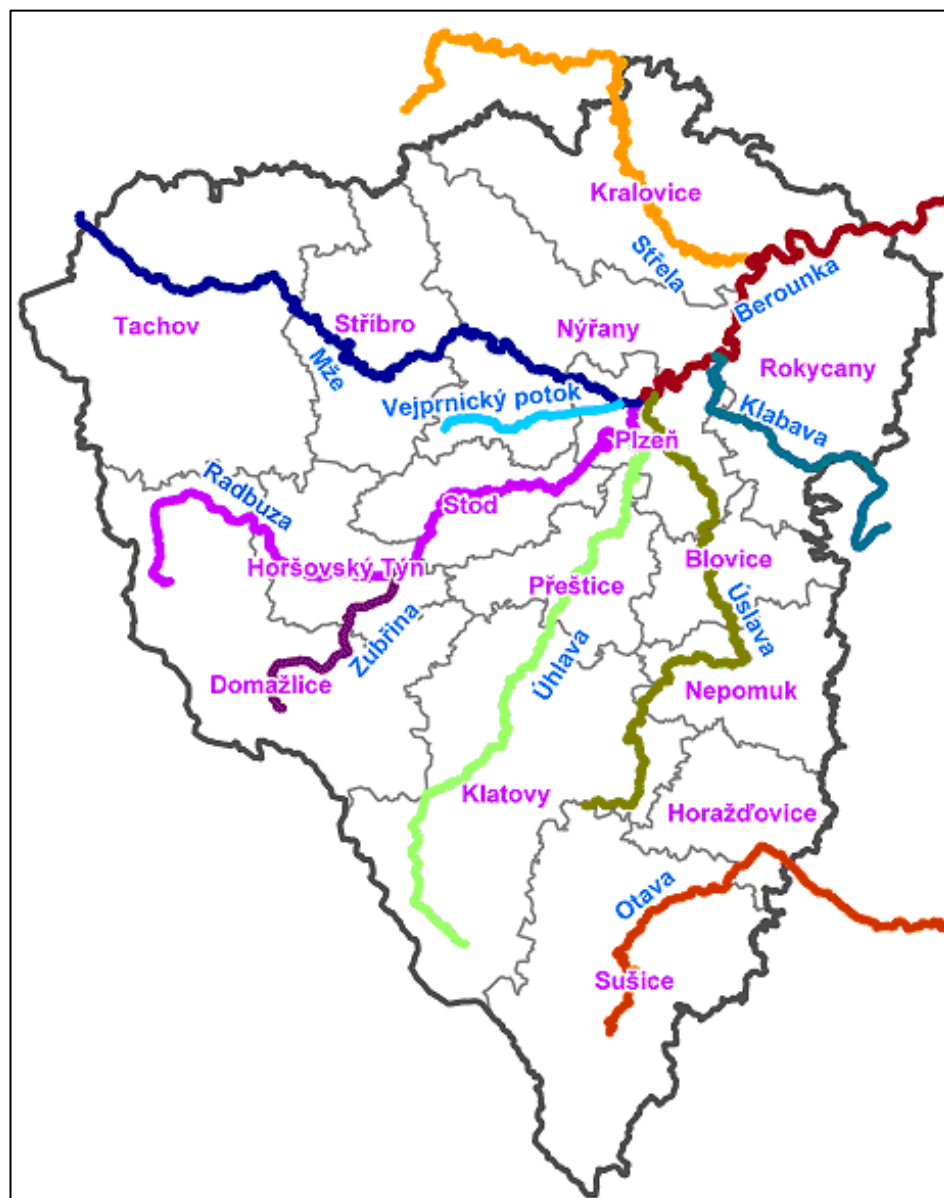 Kralovice
Střela
Berounka
Tachov
Stříbro
Nýřany
Mže
Rokycany
Vejprnický potok
Klabava
Plzeň
Radbuza
Stod
Horšovský Týn
Přeštice
Blovice
Zubřina
Úslava
Úhlava
Domažlice
Nepomuk
Klatovy
Horažďovice
Otava
Sušice